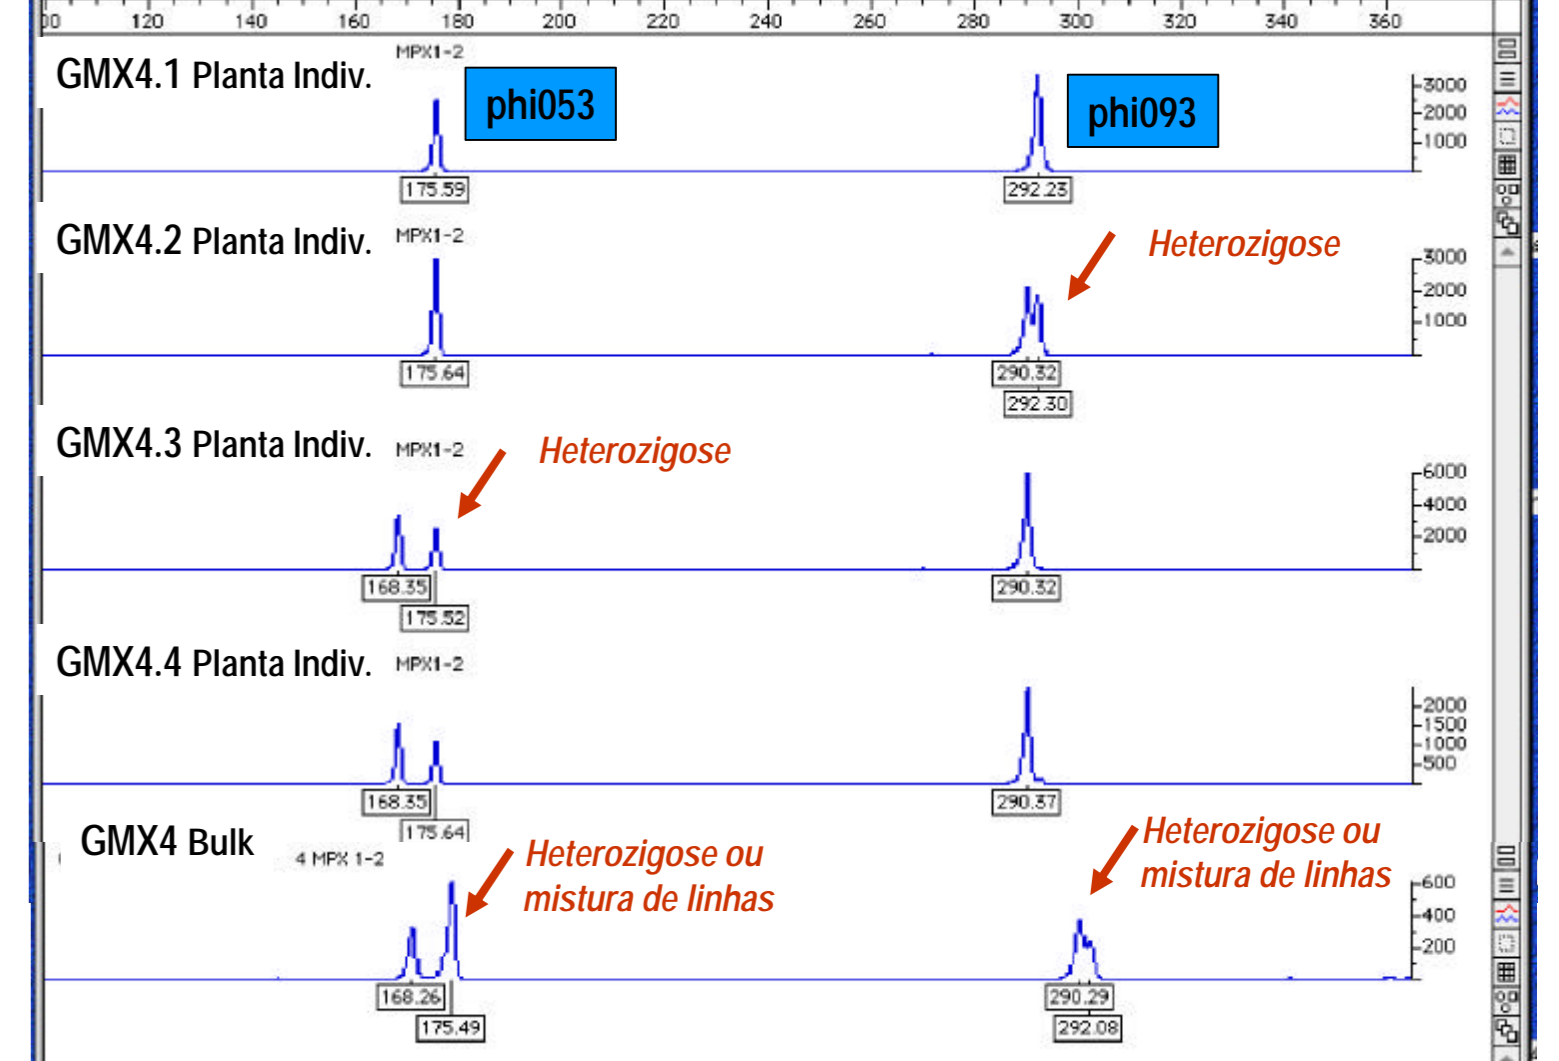 00 120 140 160 180 200 220 240 260 280 300 320 340 360
MPX1-2
GMX4.1 Planta Indiv.
phi053
phi093
3000
2000
1000
175.59
292.23
GMX4.2 Planta Indiv.
MPX1-2
Heterozigose
3000
2000
1000
175.64
290.32
292.30
GMX4.3 Planta Indiv.
MPX1-2
Heterozigose
6000
4000
2000
168.35
290.32
175.52
GMX4.4 Planta Indiv.
MPX1-2
2000
1500
1000
500
168.35
290.37
175.64
GMX4 Bulk
4 MPX 1-2
Heterozigose ou
mistura de linhas
Heterozigose ou
mistura de linhas
600
400
200
168.26
290.29
175.49
292.08